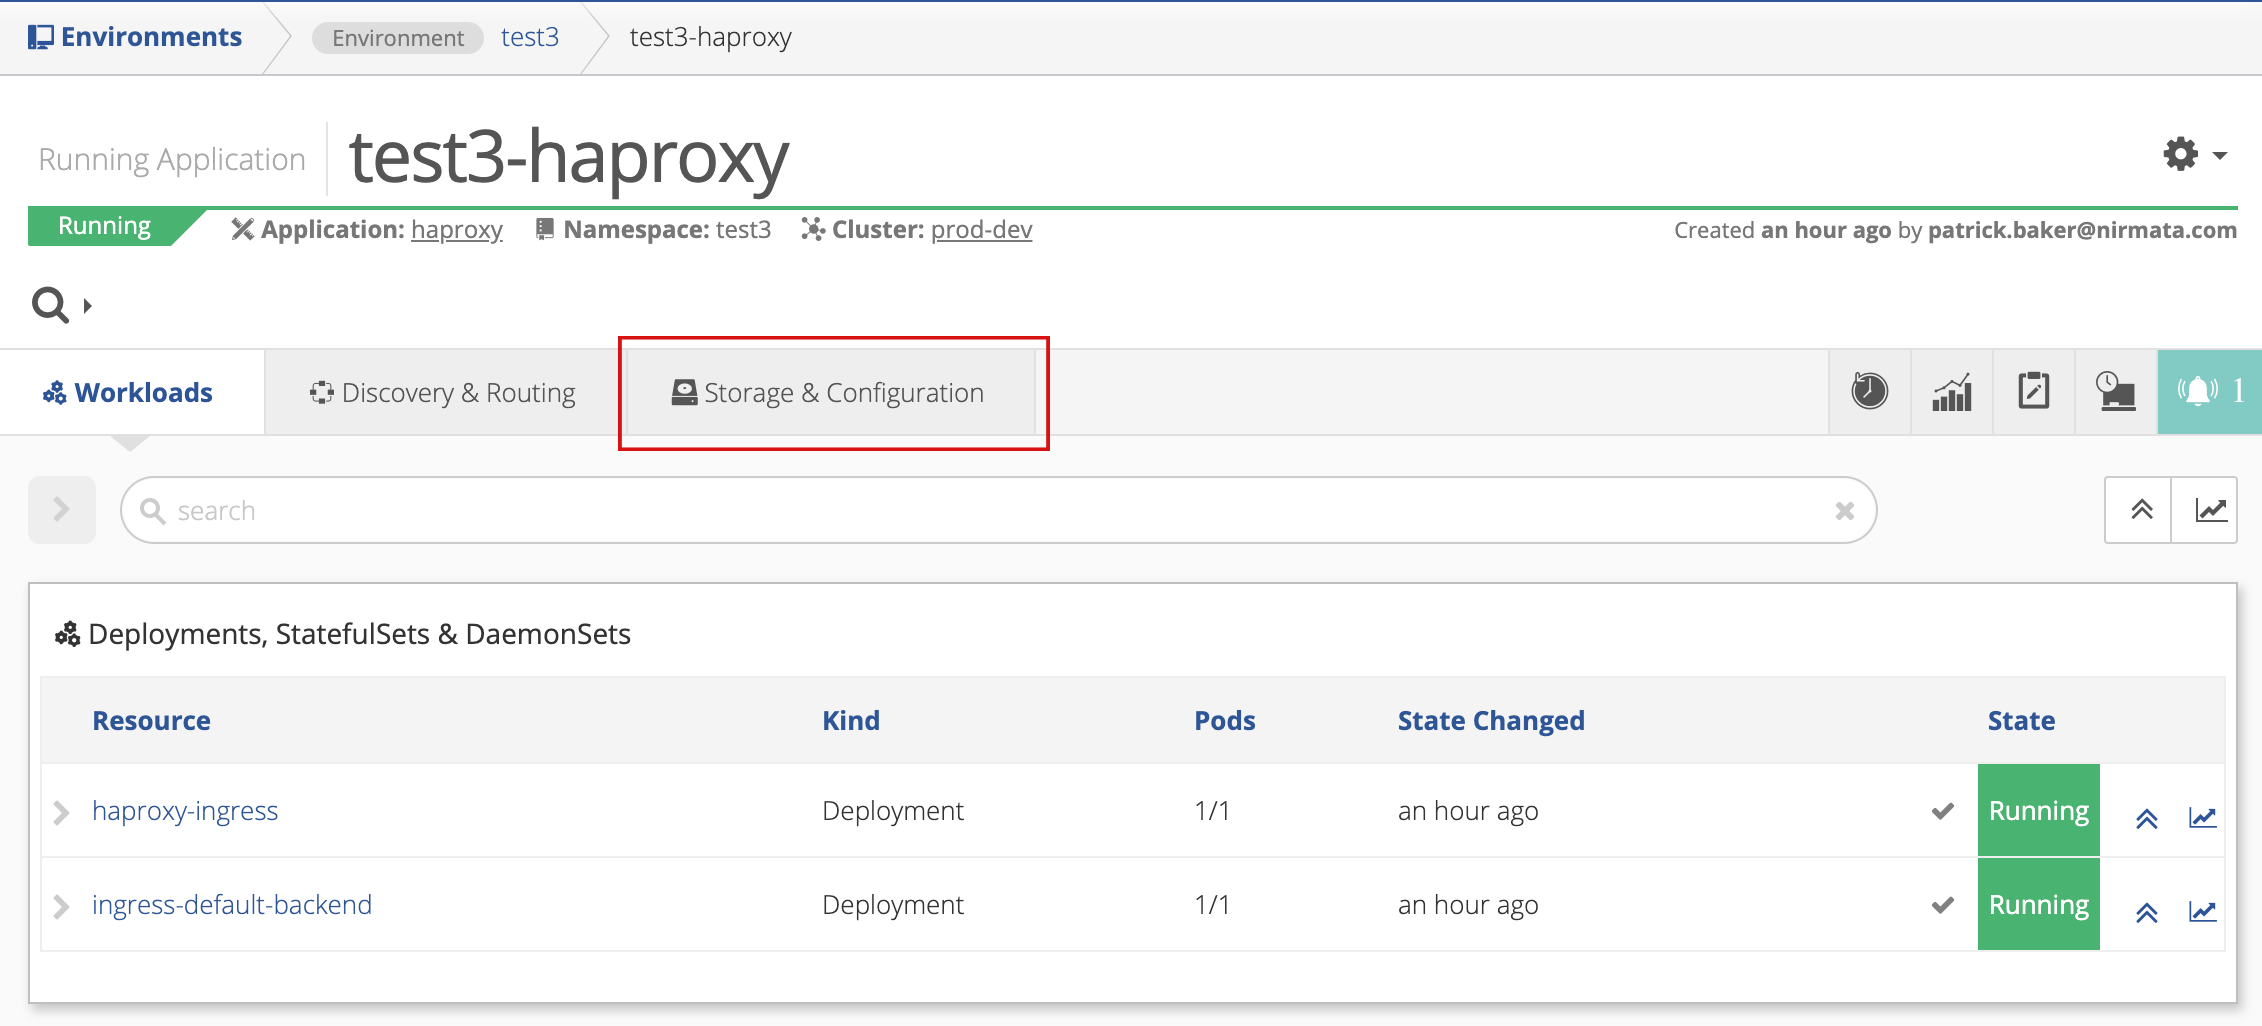 Environments Environment test3 test3-haproxy
Running Application test3-haproxy
Running Application: haproxy Namespace: test3 Cluster: prod-dev Created an hour ago by patrick.baker@nirmata.com
Workloads Discovery & Routing Storage & Configuration 1
search
Deployments, StatefulSets & DaemonSets
Resource Kind Pods State Changed State
haproxy-ingress Deployment 1/1 an hour ago Running
ingress-default-backend Deployment 1/1 an hour ago Running